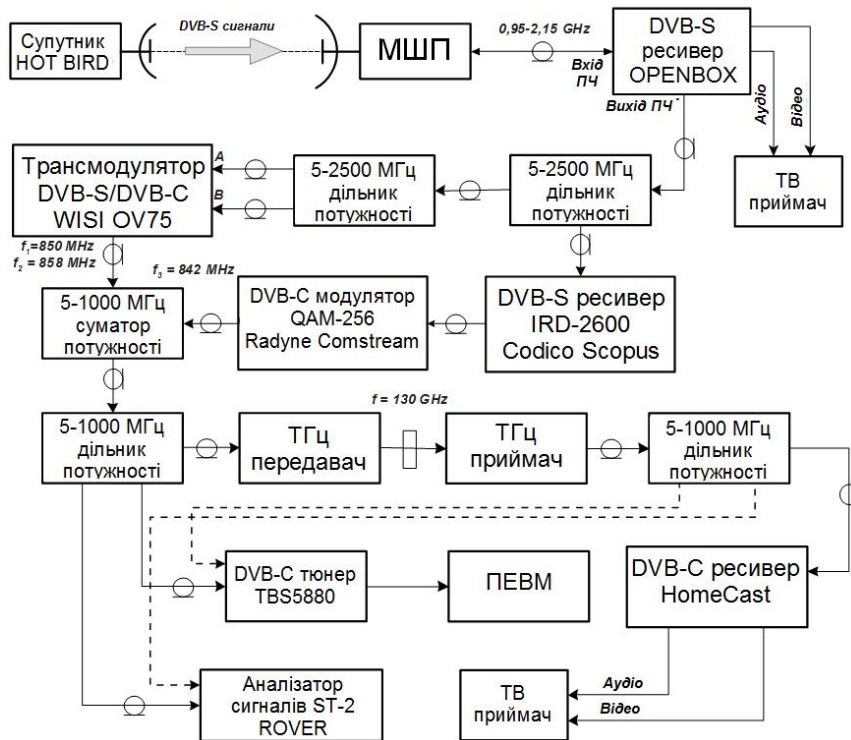 Супутник
HOT BIRD
DVB-S сигнали
МШП
0,95-2,15 GHz
Вхід
ПЧ
DVB-S
ресивер
OPENBOX
Вихід ПЧ
Аудіо
Відео
ТВ
приймач
Трансмодулятор
DVB-S/DVB-C
WISI OV75
A
B
5-2500 МГц
дільник
потужності
5-2500 МГц
дільник
потужності
f₁=850 MHz
f₂ = 858 MHz
f₃ = 842 MHz
5-1000 МГц
суматор
потужності
DVB-C модулятор
QAM-256
Radyne Comstream
DVB-S ресивер
IRD-2600
Codico Scopus
5-1000 МГц
дільник
потужності
ТГц
передавач
f = 130 GHz
ТГц
приймач
5-1000 МГц
дільник
потужності
DVB-C тюнер
TBS5880
ПЕВМ
DVB-C ресивер
HomeCast
Аналізатор
сигналів ST-2
ROVER
ТВ
приймач
Аудіо
Відео